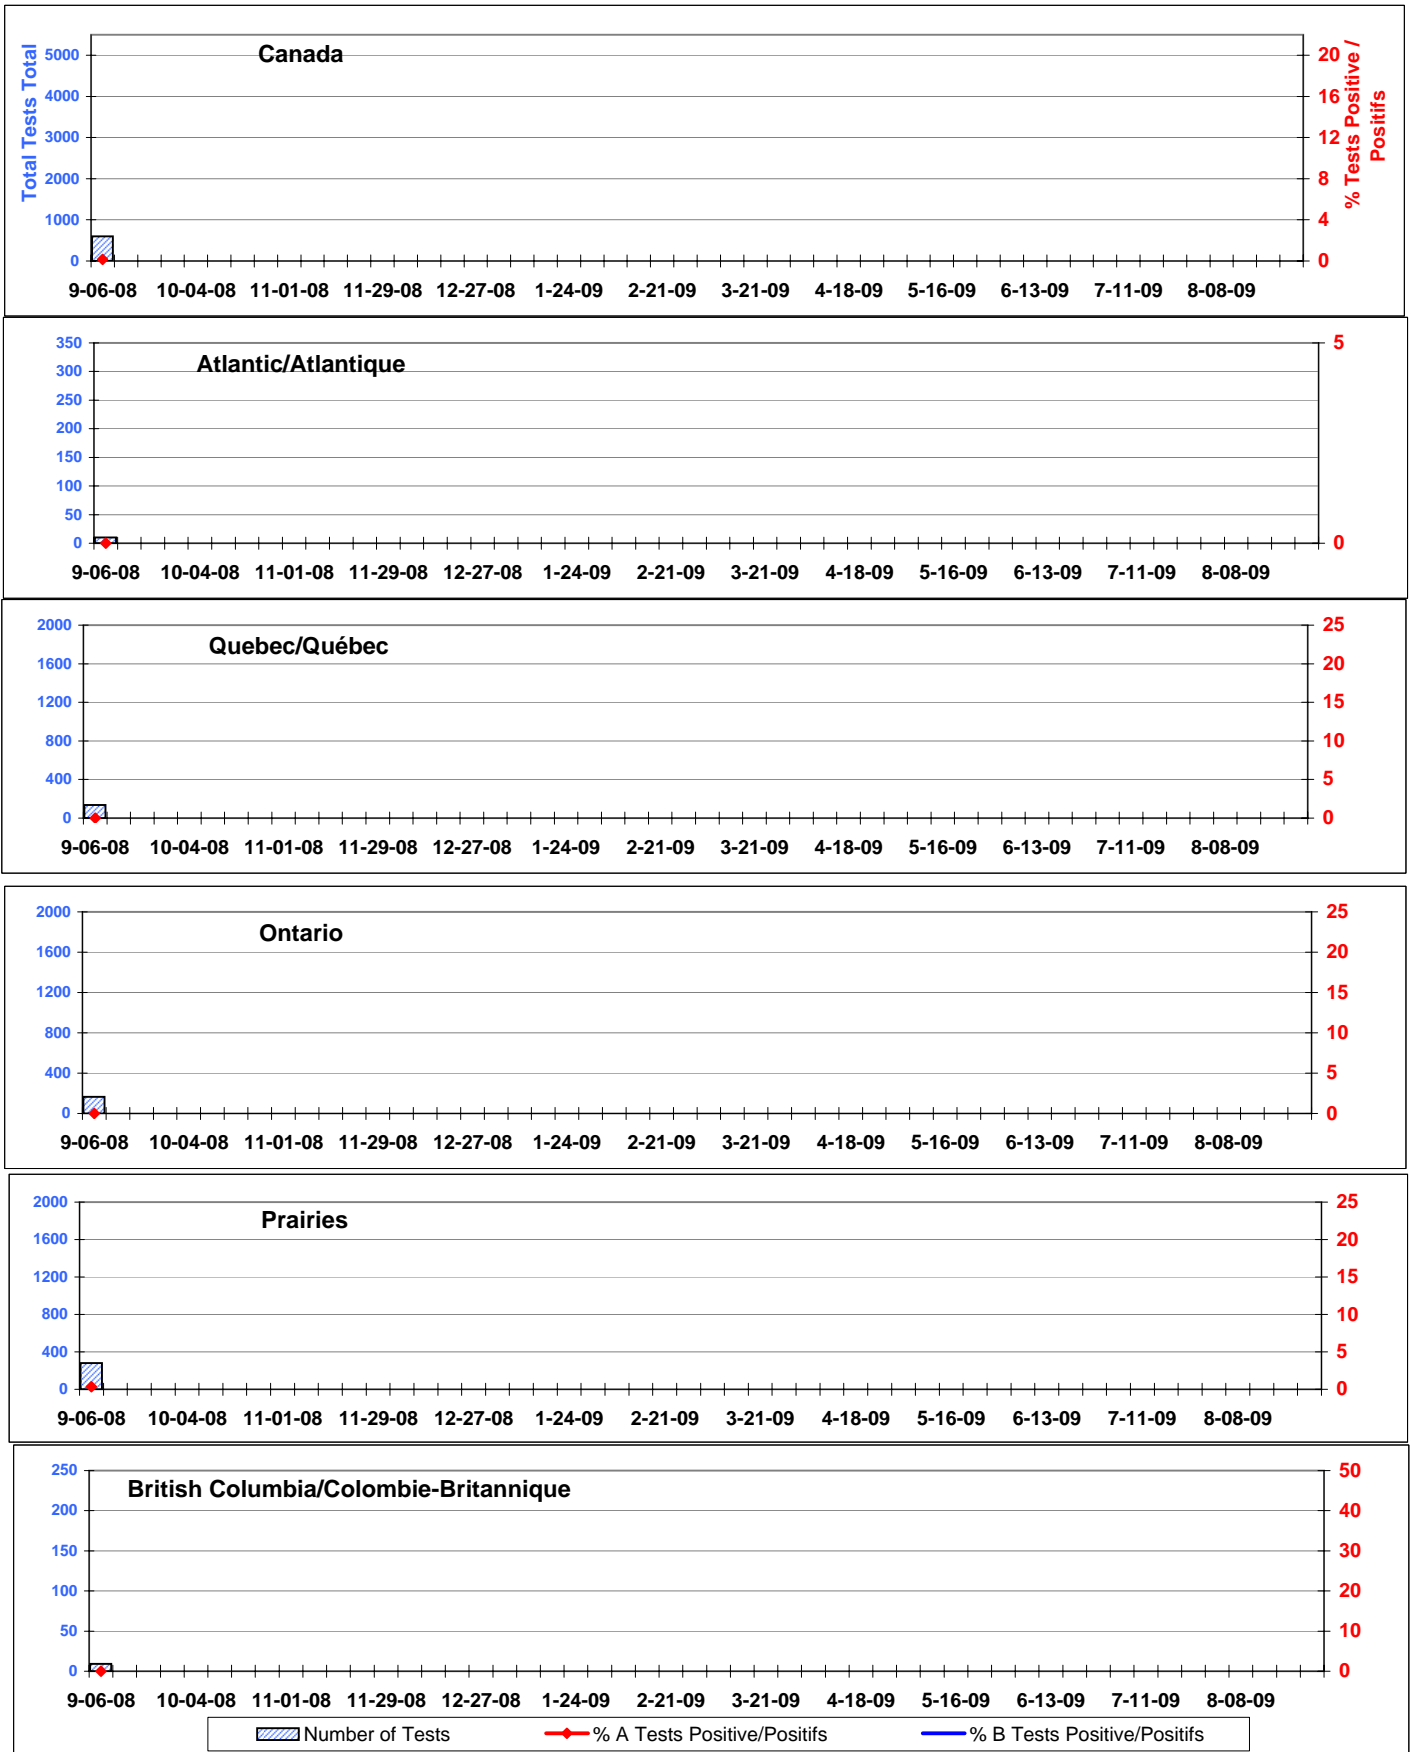 Canada
Total Tests Total
% Tests Positive / Positifs
5000 20
4000 16
3000 12
2000 8
1000 4
0 0
9-06-08 10-04-08 11-01-08 11-29-08 12-27-08 1-24-09 2-21-09 3-21-09 4-18-09 5-16-09 6-13-09 7-11-09 8-08-09
Atlantic/Atlantique
350 5
300
250
200
150
100
50
0 0
9-06-08 10-04-08 11-01-08 11-29-08 12-27-08 1-24-09 2-21-09 3-21-09 4-18-09 5-16-09 6-13-09 7-11-09 8-08-09
Quebec/Québec
2000 25
1600 20
1200 15
800 10
400 5
0 0
9-06-08 10-04-08 11-01-08 11-29-08 12-27-08 1-24-09 2-21-09 3-21-09 4-18-09 5-16-09 6-13-09 7-11-09 8-08-09
Ontario
2000 25
1600 20
1200 15
800 10
400 5
0 0
9-06-08 10-04-08 11-01-08 11-29-08 12-27-08 1-24-09 2-21-09 3-21-09 4-18-09 5-16-09 6-13-09 7-11-09 8-08-09
Prairies
2000 25
1600 20
1200 15
800 10
400 5
0 0
9-06-08 10-04-08 11-01-08 11-29-08 12-27-08 1-24-09 2-21-09 3-21-09 4-18-09 5-16-09 6-13-09 7-11-09 8-08-09
British Columbia/Colombie-Britannique
250 50
200 40
150 30
100 20
50 10
0 0
9-06-08 10-04-08 11-01-08 11-29-08 12-27-08 1-24-09 2-21-09 3-21-09 4-18-09 5-16-09 6-13-09 7-11-09 8-08-09
Number of Tests % A Tests Positive/Positifs % B Tests Positive/Positifs